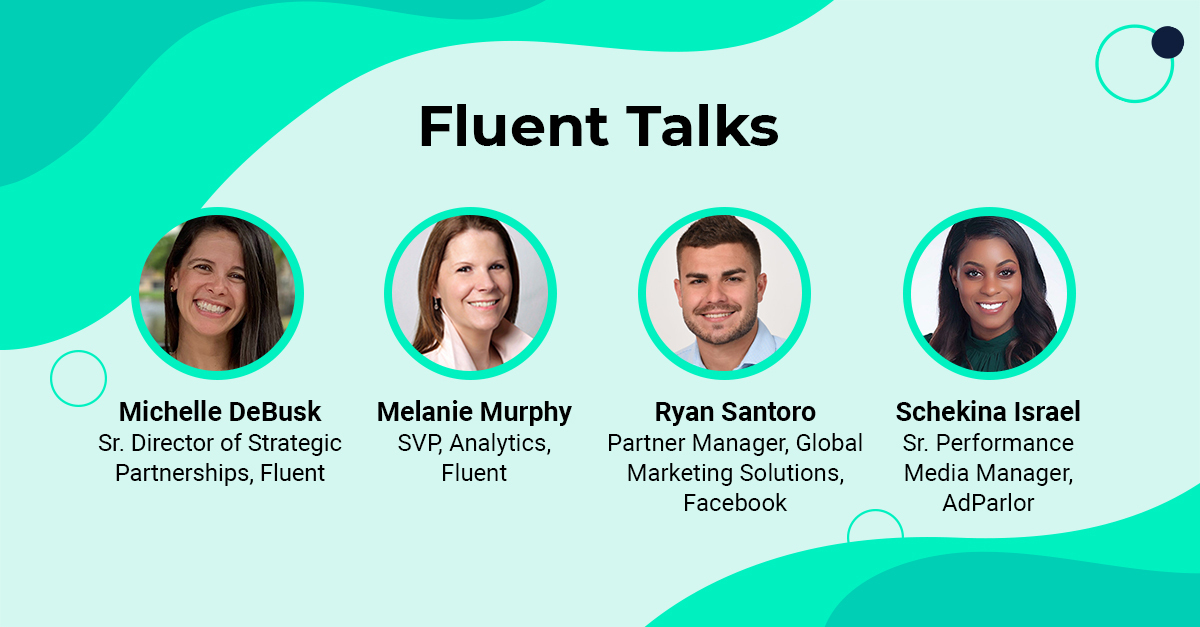 Fluent Talks
Michelle DeBusk
Sr. Director of Strategic
Partnerships, Fluent
Melanie Murphy
SVP, Analytics,
Fluent
Ryan Santoro
Partner Manager, Global
Marketing Solutions,
Facebook
Schekina Israel
Sr. Performance
Media Manager,
AdParlor